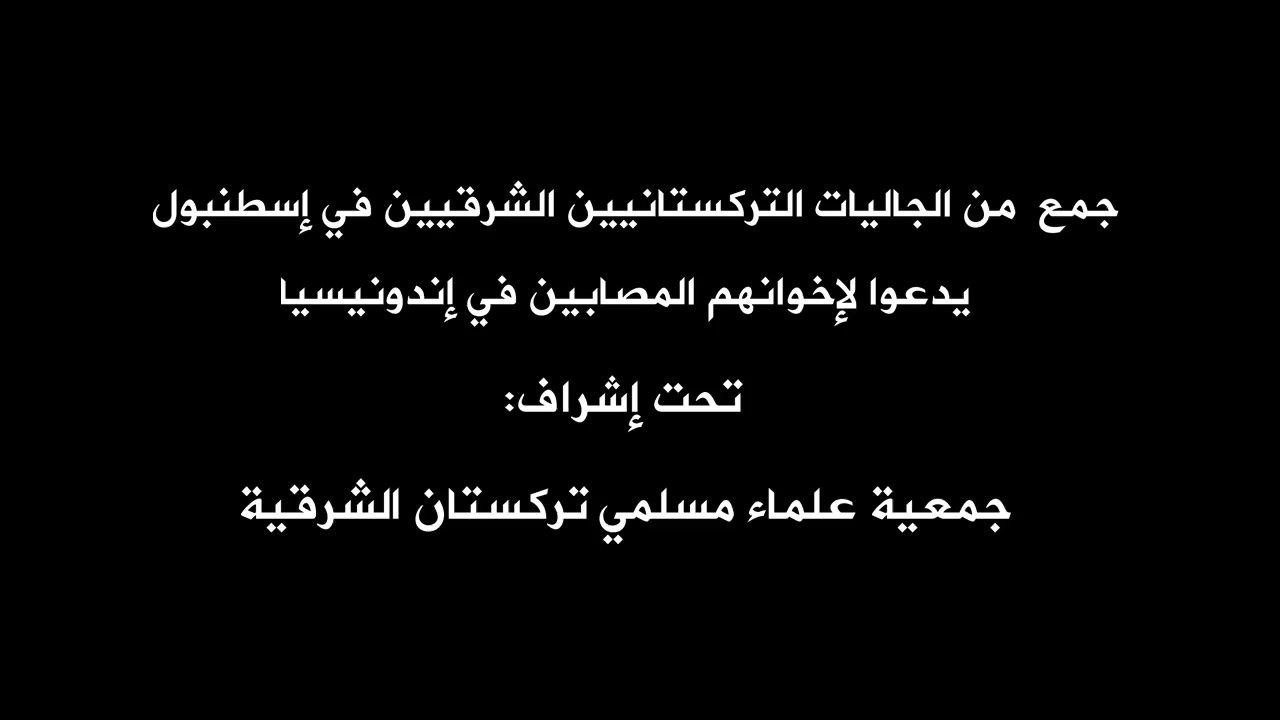 جمع من الجاليات التركستانيين الشرقيين في إسطنبول
يدعوا لإخوانهم المصابين في إندونيسيا
تحت إشراف:
جمعية علماء مسلمي تركستان الشرقية